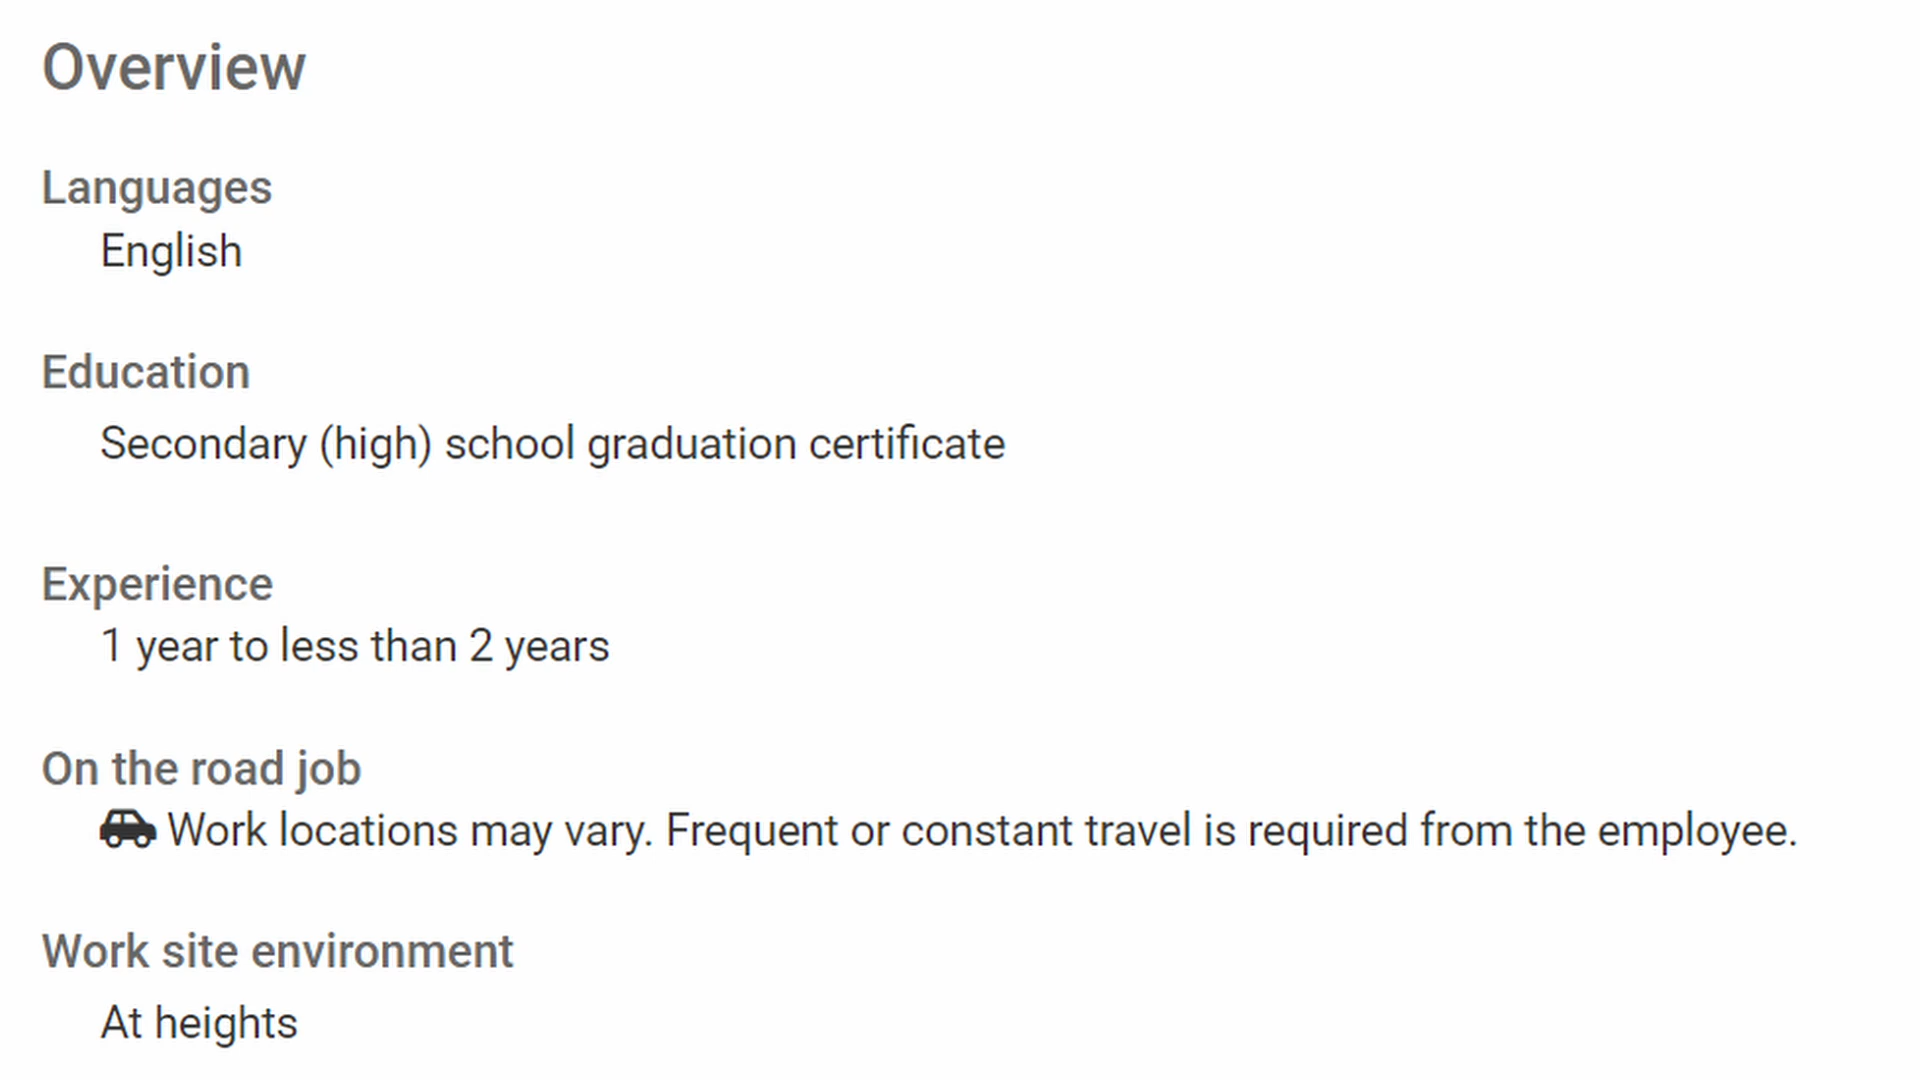 Overview
Languages
English
Education
Secondary (high) school graduation certificate
Experience
1 year to less than 2 years
On the road job
Work locations may vary. Frequent or constant travel is required from the employee.
Work site environment
At heights